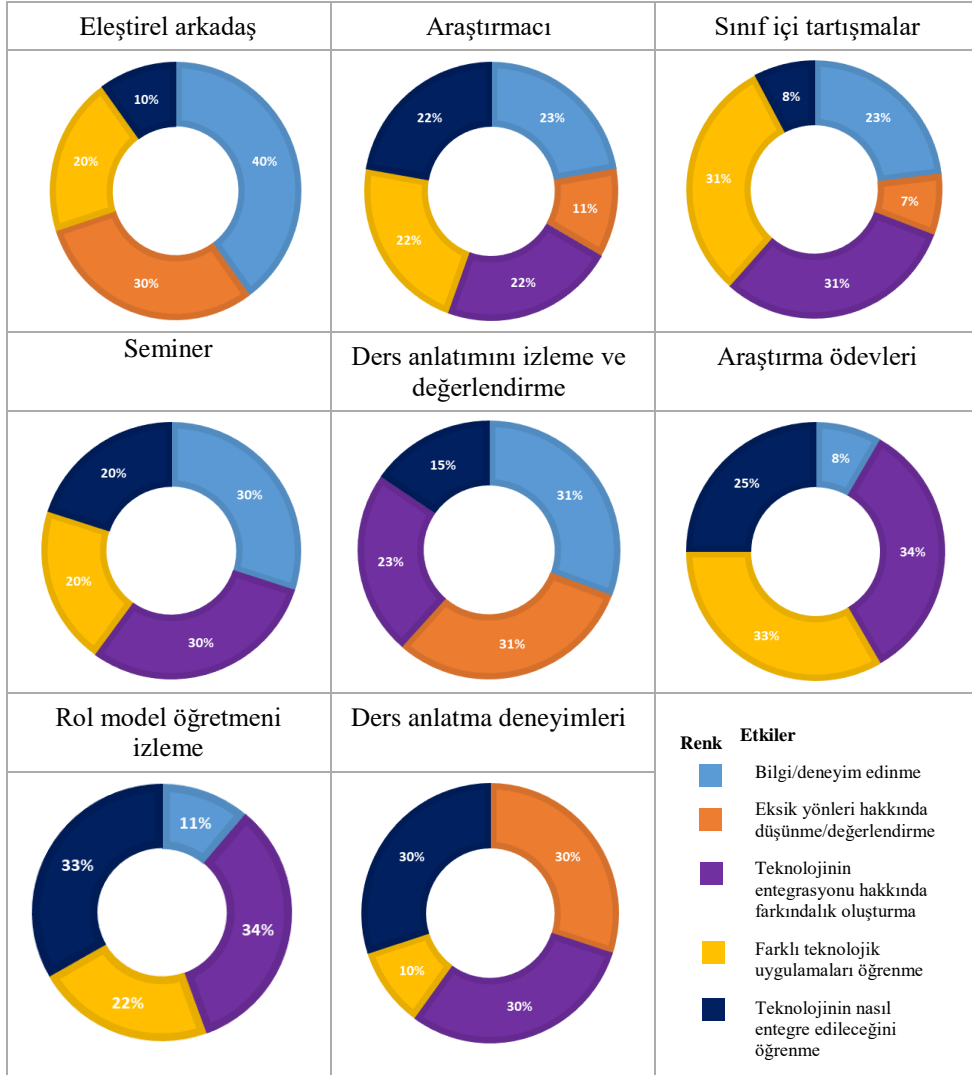 Eleştirel arkadaş
Araştırmacı
Sınıf içi tartışmalar
10%
40%
30%
20%
22%
23%
11%
22%
22%
8%
23%
7%
31%
31%
Seminer
Ders anlatımını izleme ve
değerlendirme
Araştırma ödevleri
20%
30%
30%
20%
15%
31%
31%
23%
8%
34%
33%
25%
Rol model öğretmeni
izleme
Ders anlatma deneyimleri
11%
34%
22%
33%
30%
30%
10%
30%
Renk Etkiler
Bilgi/deneyim edinme
Eksik yönleri hakkında
düşünme/değerlendirme
Teknolojinin
entegrasyonu hakkında
farkındalık oluşturma
Farklı teknolojik
uygulamaları öğrenme
Teknolojinin nasıl
entegre edileceğini
öğrenme